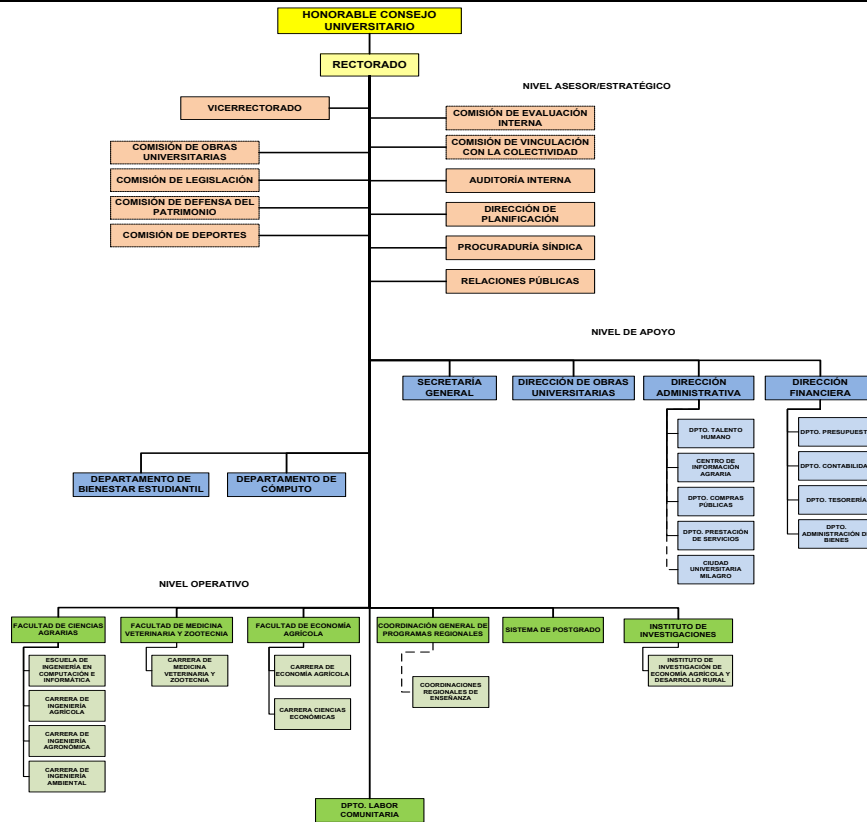 HONORABLE CONSEJO
UNIVERSITARIO
RECTORADO
NIVEL ASESOR/ESTRATÉGICO
VICERRECTORADO
COMISIÓN DE EVALUACIÓN
INTERNA
COMISIÓN DE OBRAS
UNIVERSITARIAS
COMISIÓN DE VINCULACIÓN
CON LA COLECTIVIDAD
COMISIÓN DE LEGISLACIÓN
AUDITORÍA INTERNA
COMISIÓN DE DEFENSA DEL
PATRIMONIO
DIRECCIÓN DE
PLANIFICACIÓN
COMISIÓN DE DEPORTES
PROCURADURÍA SÍNDICA
RELACIONES PÚBLICAS
NIVEL DE APOYO
SECRETARÍA
GENERAL
DIRECCIÓN DE OBRAS
UNIVERSITARIAS
DIRECCIÓN
ADMINISTRATIVA
DIRECCIÓN
FINANCIERA
DPTO. TALENTO
HUMANO
DPTO. PRESUPUEST
CENTRO DE
INFORMACIÓN
AGRARIA
DPTO. CONTABILIDA
DEPARTAMENTO DE
BIENESTAR ESTUDIANTIL
DEPARTAMENTO DE
CÓMPUTO
DPTO. COMPRAS
PÚBLICAS
DPTO. TESORERÍA
DPTO. PRESTACIÓN
DE SERVICIOS
DPTO.
ADMINISTRACIÓN DE
BIENES
CIUDAD
UNIVERSITARIA
MILAGRO
NIVEL OPERATIVO
FACULTAD DE CIENCIAS
AGRARIAS
FACULTAD DE MEDICINA
VETERINARIA Y ZOOTECNIA
FACULTAD DE ECONOMÍA
AGRÍCOLA
COORDINACIÓN GENERAL DE
PROGRAMAS REGIONALES
SISTEMA DE POSTGRADO
INSTITUTO DE
INVESTIGACIONES
ESCUELA DE
INGENIERÍA EN
COMPUTACIÓN E
INFORMÁTICA
CARRERA DE
MEDICINA
VETERINARIA Y
ZOOTECNIA
CARRERA DE
ECONOMÍA AGRÍCOLA
COORDINACIONES
REGIONALES DE
ENSEÑANZA
INSTITUTO DE
INVESTIGACIÓN DE
ECONOMÍA AGRÍCOLA Y
DESARROLLO RURAL
CARRERA DE
INGENIERÍA
AGRÍCOLA
CARRERA CIENCIAS
ECONÓMICAS
CARRERA DE
INGENIERÍA
AGRONÓMICA
CARRERA DE
INGENIERÍA
AMBIENTAL
DPTO. LABOR
COMUNITARIA